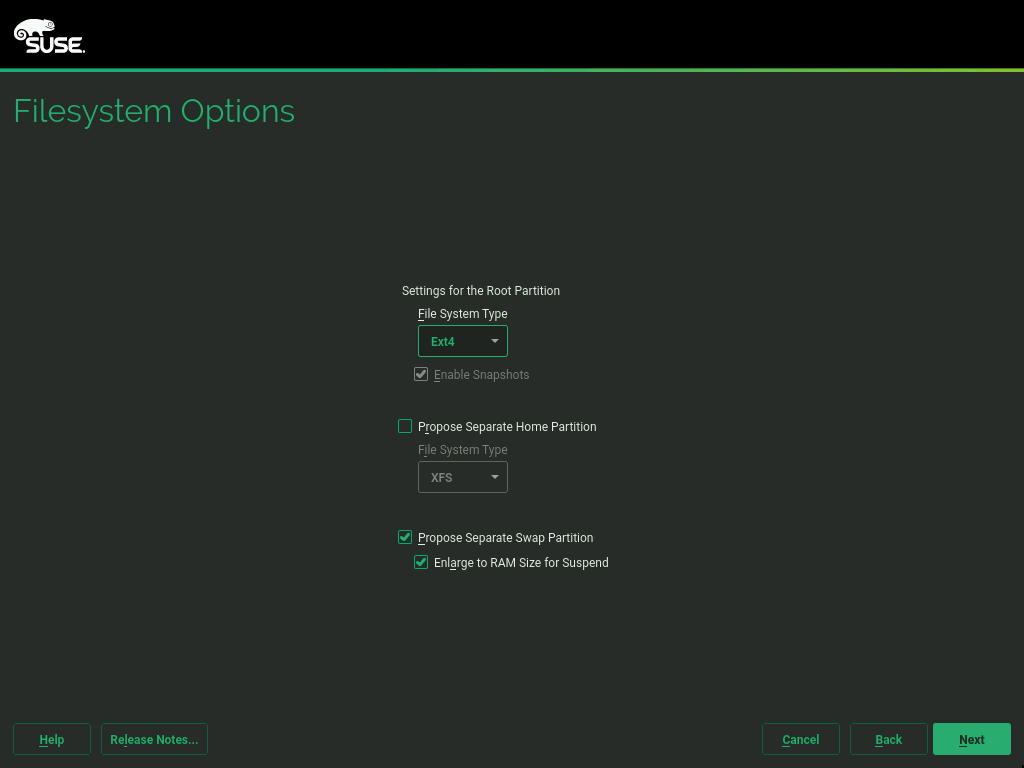 SUSE.
Filesystem Options
Settings for the Root Partition
File System Type
Ext4
Enable Snapshots
Propose Separate Home Partition
File System Type
XFS
Propose Separate Swap Partition
Enlarge to RAM Size for Suspend
Help Release Notes... Cancel Back Next